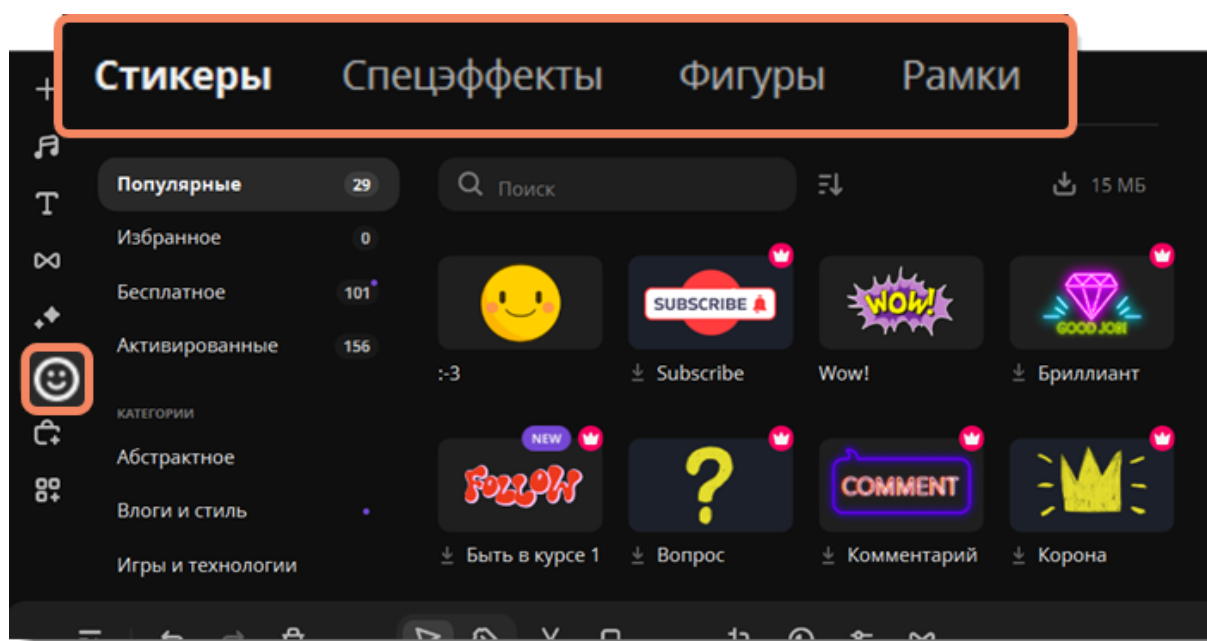 Стикеры Спецэффекты Фигуры Рамки
Популярные 29
Поиск
15 МБ
Избранное 0
Бесплатное 101
Активированные 156
КАТЕГОРИИ
Абстрактное
Влоги и стиль
Игры и технологии
SUBSCRIBE
WOW!
GOOD JOB!
:-3
Subscribe
Wow!
Бриллиант
NEW
FOLLOW
?
COMMENT
Быть в курсе 1
Вопрос
Комментарий
Корона